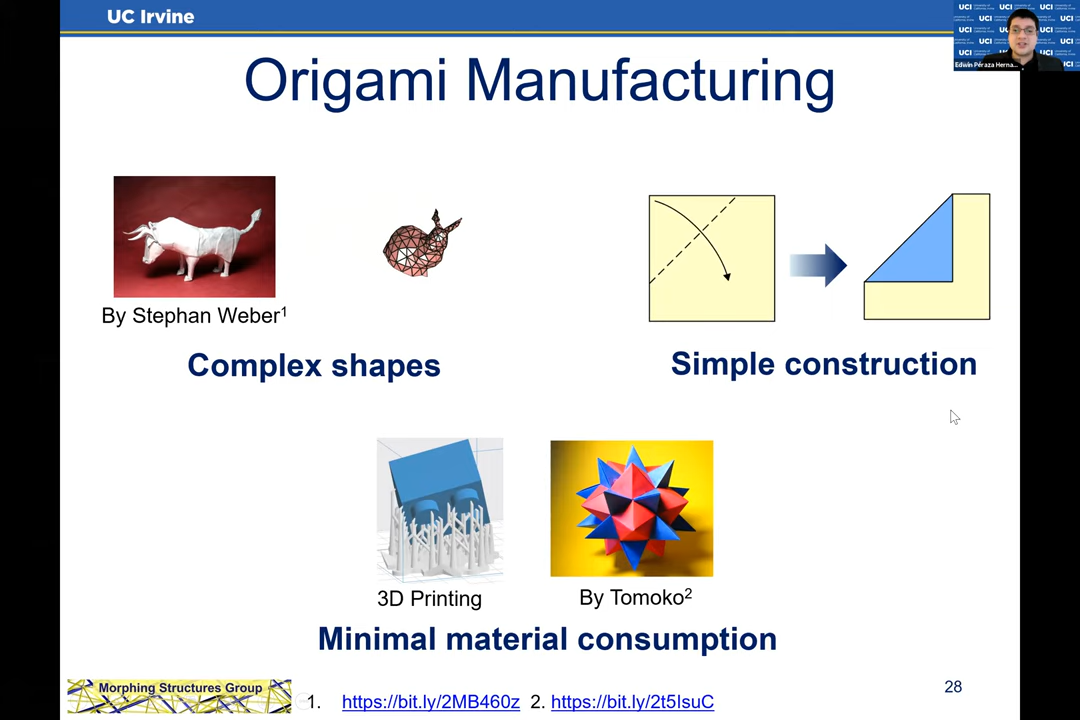 UC Irvine
Edwin Peraza Herna...
Origami Manufacturing
By Stephan Weber1
Complex shapes
Simple construction
3D Printing
By Tomoko2
Minimal material consumption
Morphing Structures Group
1. https://bit.ly/2MB460z 2. https://bit.ly/2t5IsuC
28